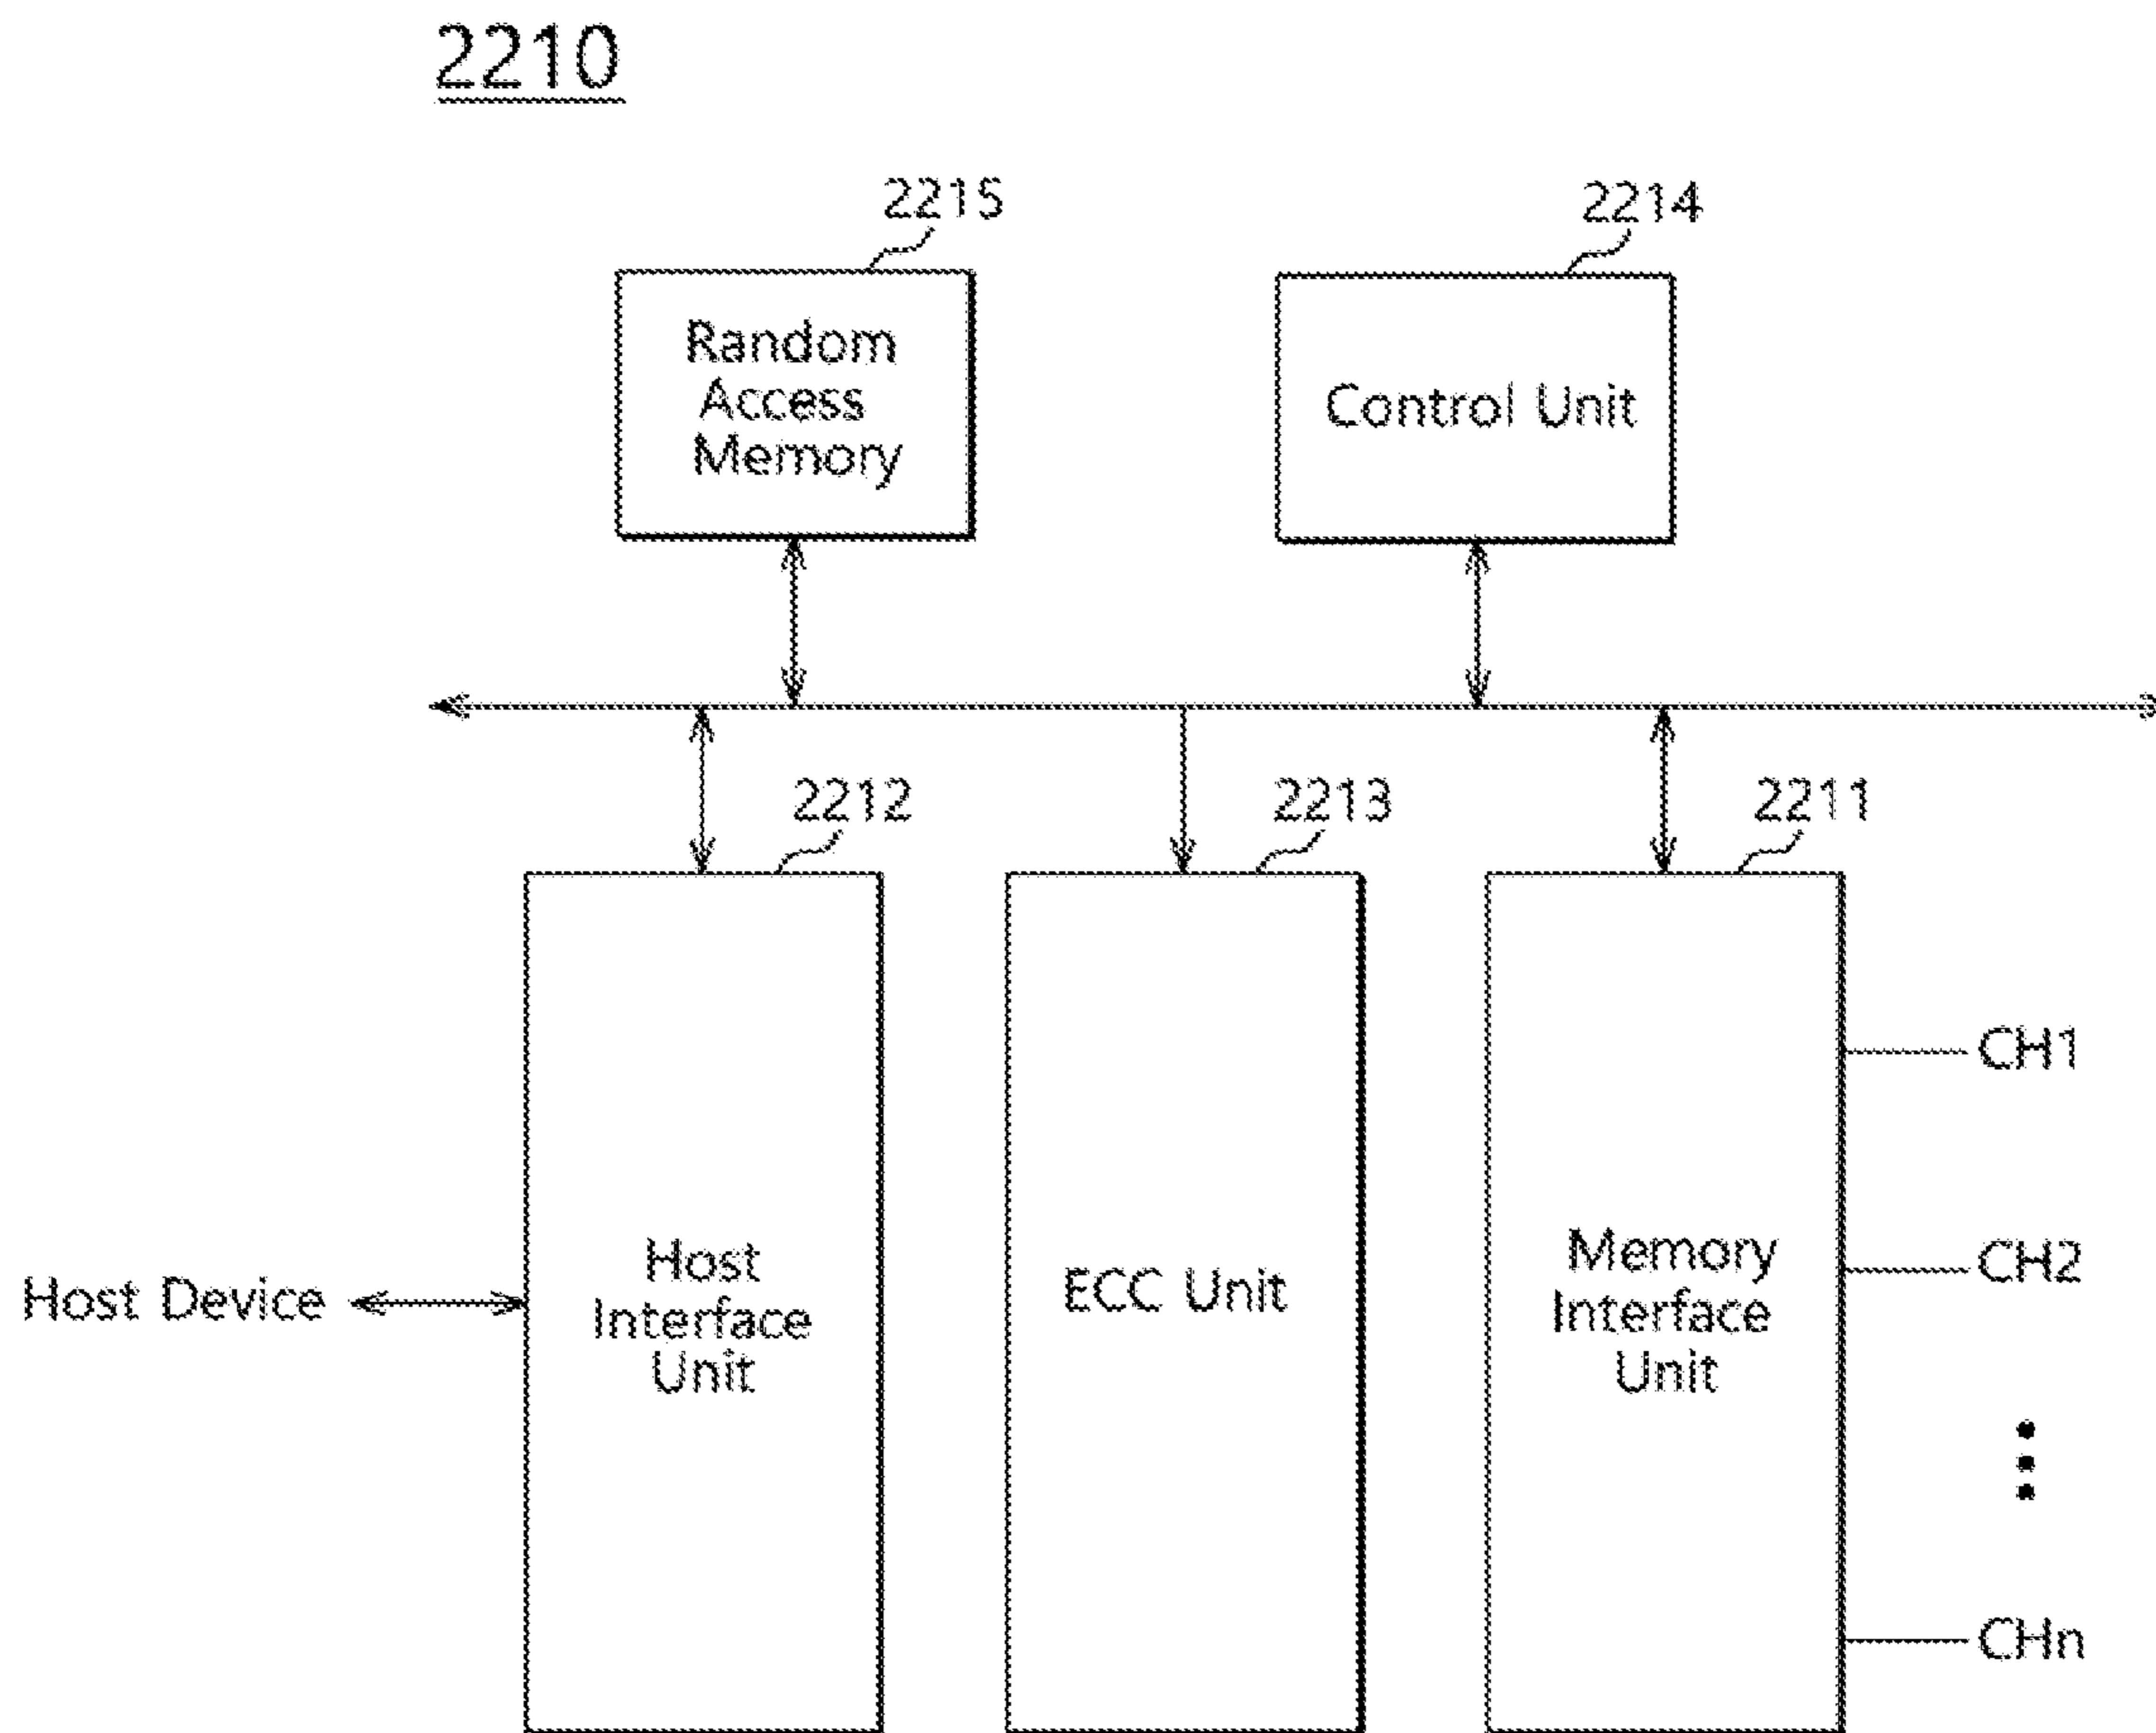 2210
2215
2214
Random
Access
Memory
Control Unit
2212
2213
2211
CH1
Host
Interface
Unit
ECC Unit
Memory
Interface
Unit
CH2
Host Device
CHn